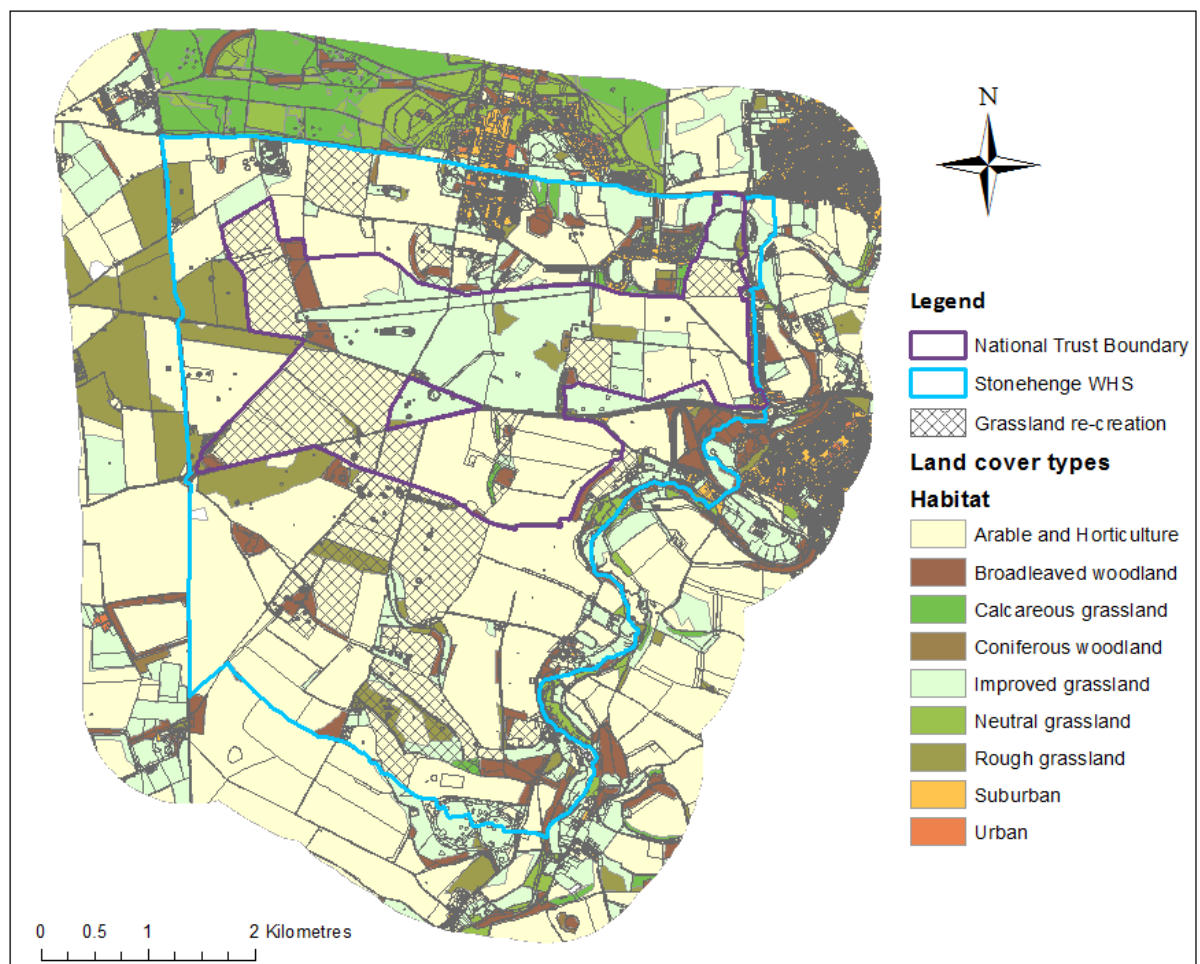 N
Legend
National Trust Boundary
Stonehenge WHS
Grassland re-creation
Land cover types
Habitat
Arable and Horticulture
Broadleaved woodland
Calcareous grassland
Coniferous woodland
Improved grassland
Neutral grassland
Rough grassland
Suburban
Urban
0 0.5 1 2 Kilometres